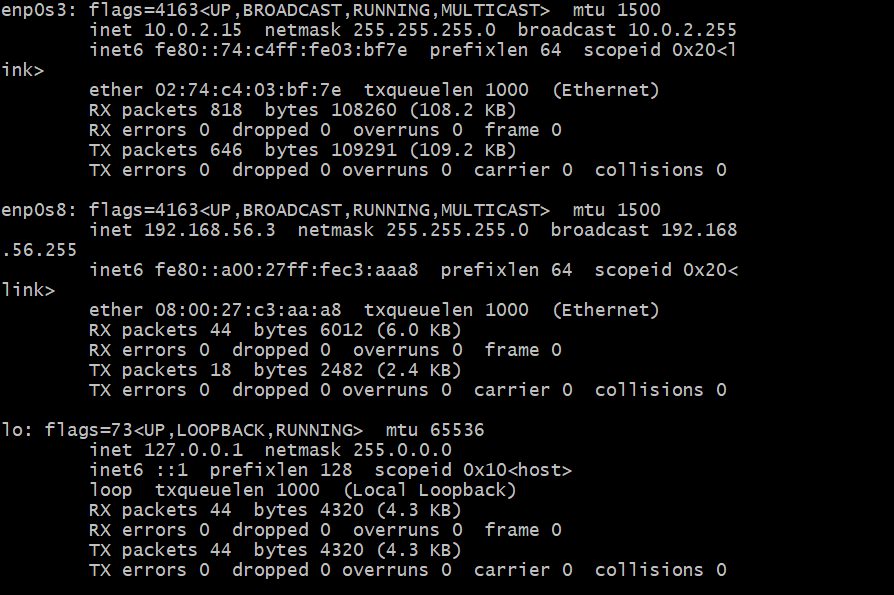 enp0s3: flags=4163<UP,BROADCAST,RUNNING,MULTICAST>  mtu 1500
        inet 10.0.2.15  netmask 255.255.255.0  broadcast 10.0.2.255
        inet6 fe80::74:c4ff:fe03:bf7e  prefixlen 64  scopeid 0x20<l
ink>
        ether 02:74:c4:03:bf:7e  txqueuelen 1000  (Ethernet)
        RX packets 818  bytes 108260 (108.2 KB)
        RX errors 0  dropped 0  overruns 0  frame 0
        TX packets 646  bytes 109291 (109.2 KB)
        TX errors 0  dropped 0 overruns 0  carrier 0  collisions 0

enp0s8: flags=4163<UP,BROADCAST,RUNNING,MULTICAST>  mtu 1500
        inet 192.168.56.3  netmask 255.255.255.0  broadcast 192.168
.56.255
        inet6 fe80::a00:27ff:fec3:aaa8  prefixlen 64  scopeid 0x20<
link>
        ether 08:00:27:c3:aa:a8  txqueuelen 1000  (Ethernet)
        RX packets 44  bytes 6012 (6.0 KB)
        RX errors 0  dropped 0  overruns 0  frame 0
        TX packets 18  bytes 2482 (2.4 KB)
        TX errors 0  dropped 0 overruns 0  carrier 0  collisions 0

lo: flags=73<UP,LOOPBACK,RUNNING>  mtu 65536
        inet 127.0.0.1  netmask 255.0.0.0
        inet6 ::1  prefixlen 128  scopeid 0x10<host>
        loop  txqueuelen 1000  (Local Loopback)
        RX packets 44  bytes 4320 (4.3 KB)
        RX errors 0  dropped 0  overruns 0  frame 0
        TX packets 44  bytes 4320 (4.3 KB)
        TX errors 0  dropped 0 overruns 0  carrier 0  collisions 0